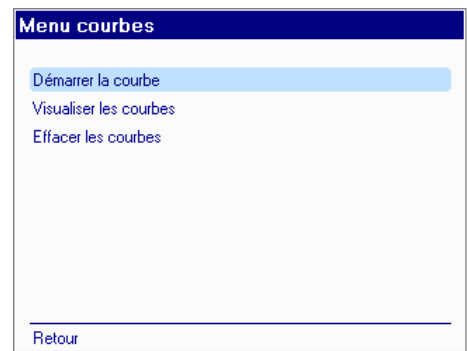 Menu courbes
Démarrer la courbe
Visualiser les courbes
Effacer les courbes
Retour